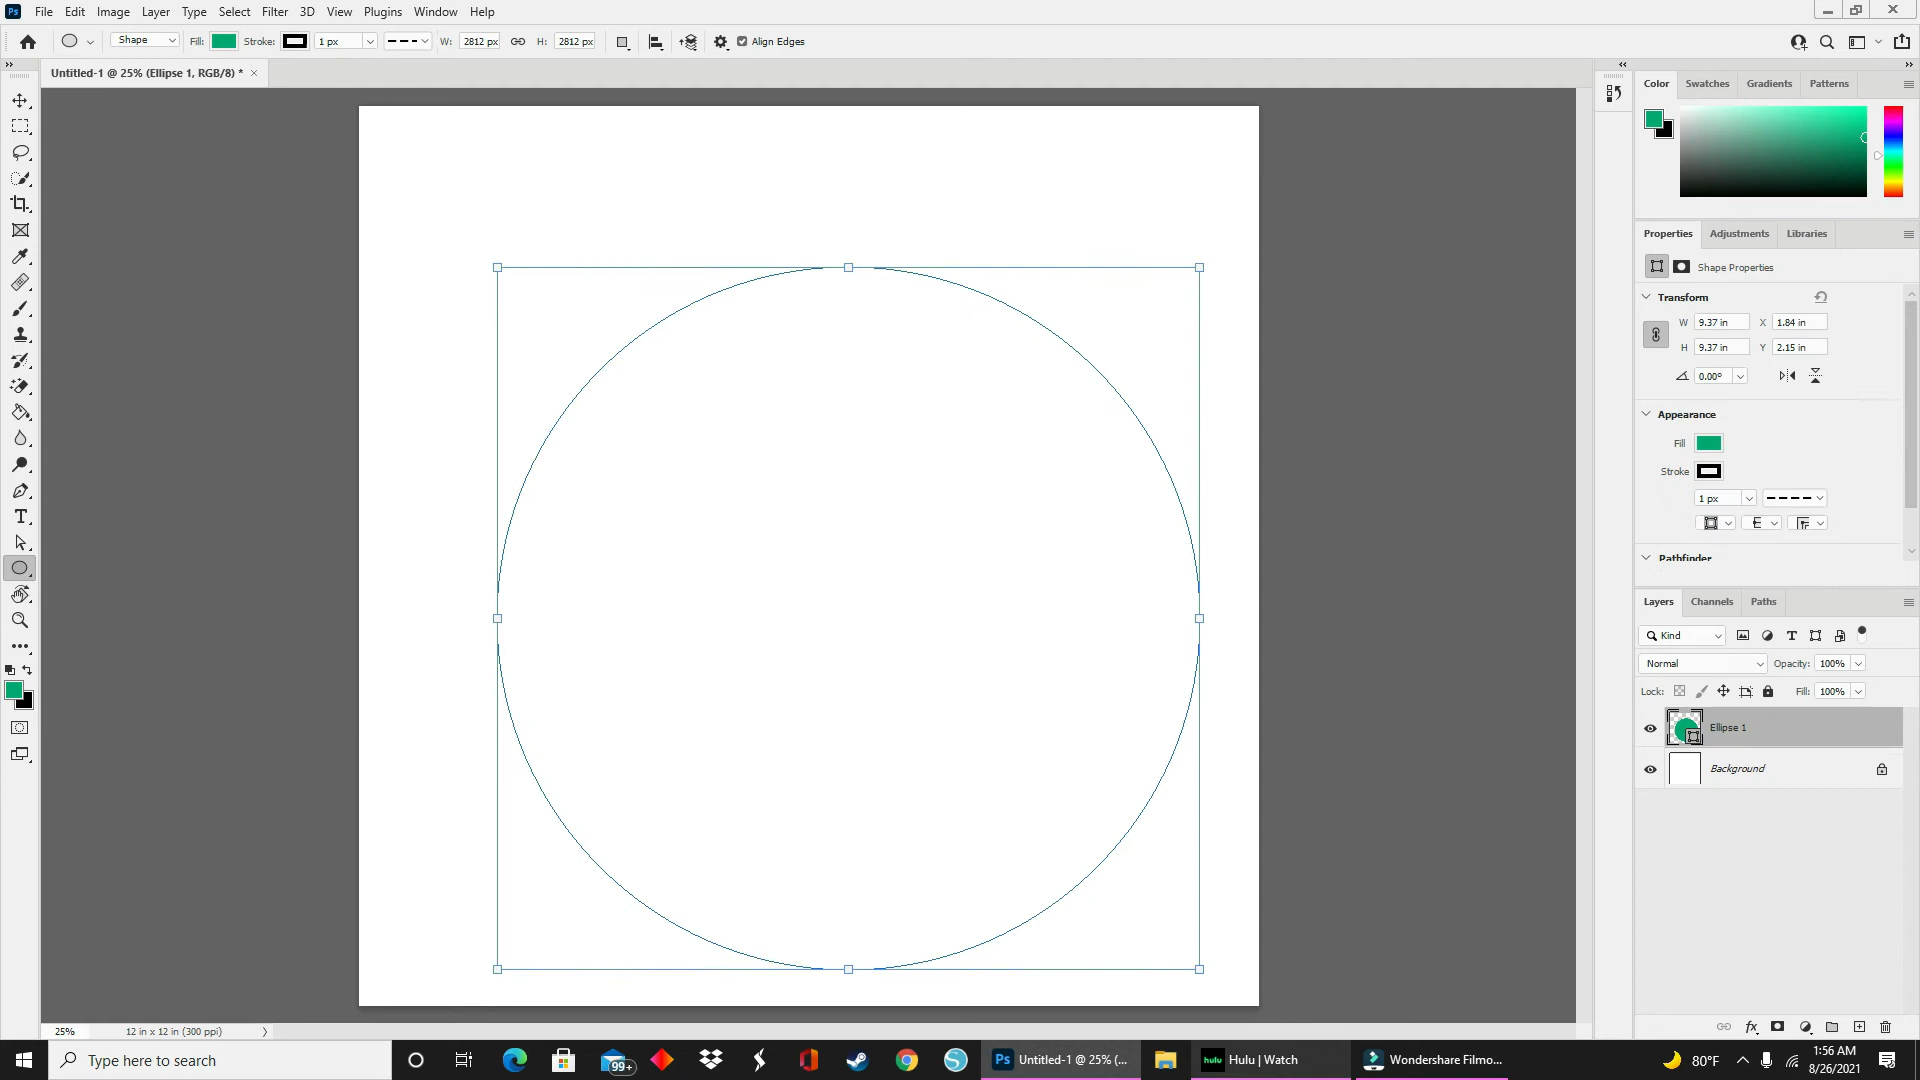 Ps File Edit Image Layer Type Select Filter 3D View Plugins Window Help
Shape Fill: Stroke: 1 px W: 2812 px H: 2812 px Align Edges
Untitled-1 @ 25% (Ellipse 1, RGB/8) *
Color Swatches Gradients Patterns
Properties Adjustments Libraries
Shape Properties
Transform
W 9.37 in X 1.84 in
H 9.37 in Y 2.15 in
0.00°
Appearance
Fill
Stroke
1 px
Pathfinder
Layers Channels Paths
Kind
Normal Opacity: 100%
Lock: Fill: 100%
Ellipse 1
Background
25% 12 in x 12 in (300 ppi)
Type here to search
99+
Ps Untitled-1 @ 25% (...
hulu Hulu | Watch
Wondershare Filmo...
80°F
1:56 AM
8/26/2021